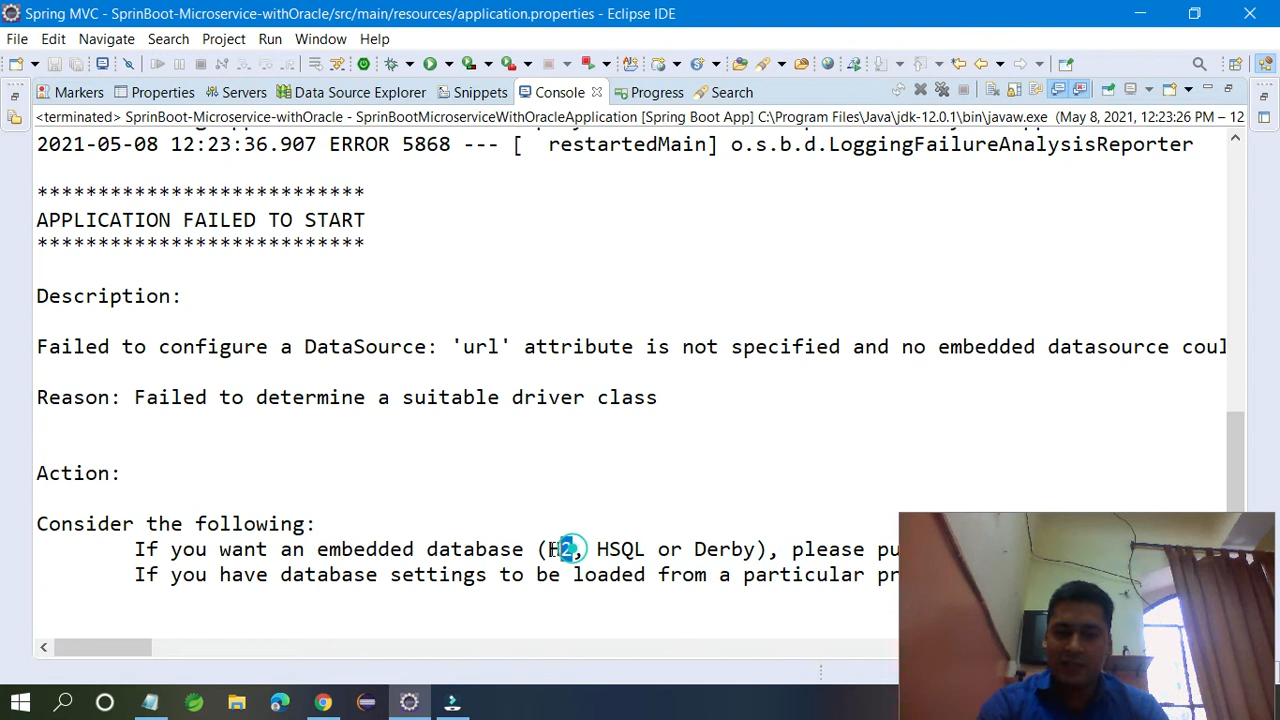 Spring MVC - SprinBoot-Microservice-withOracle/src/main/resources/application.properties - Eclipse IDE
File Edit Navigate Search Project Run Window Help
Markers Properties Servers Data Source Explorer Snippets Console Progress Search
<terminated> SprinBoot-Microservice-withOracle - SprinBootMicroserviceWithOracleApplication [Spring Boot App] C:\Program Files\Java\jdk-12.0.1\bin\javaw.exe (May 8, 2021, 12:23:26 PM – 12
2021-05-08 12:23:36.907 ERROR 5868 --- [ restartedMain] o.s.b.d.LoggingFailureAnalysisReporter
***************************
APPLICATION FAILED TO START
***************************
Description:
Failed to configure a DataSource: 'url' attribute is not specified and no embedded datasource coul
Reason: Failed to determine a suitable driver class
Action:
Consider the following:
If you want an embedded database (H2, HSQL or Derby), please pu
If you have database settings to be loaded from a particular pr